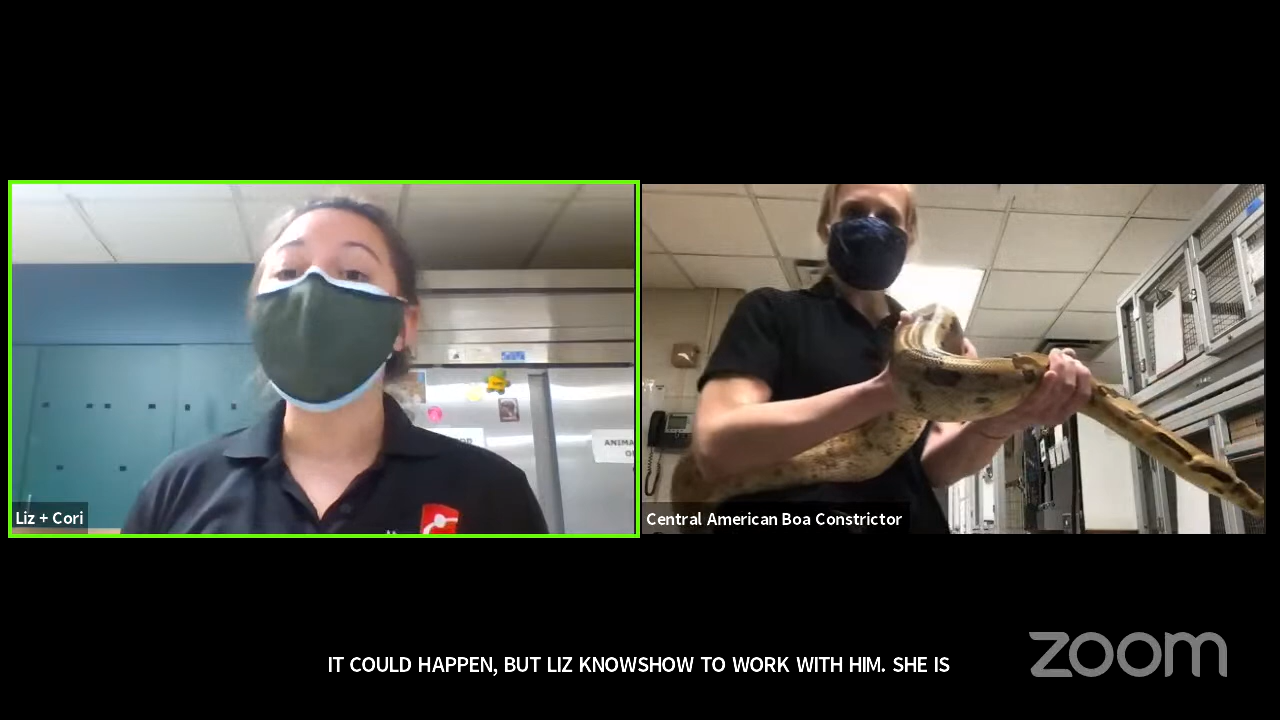 Liz + Cori
Central American Boa Constrictor
IT COULD HAPPEN, BUT LIZ KNOWSHOW TO WORK WITH HIM. SHE IS
zoom